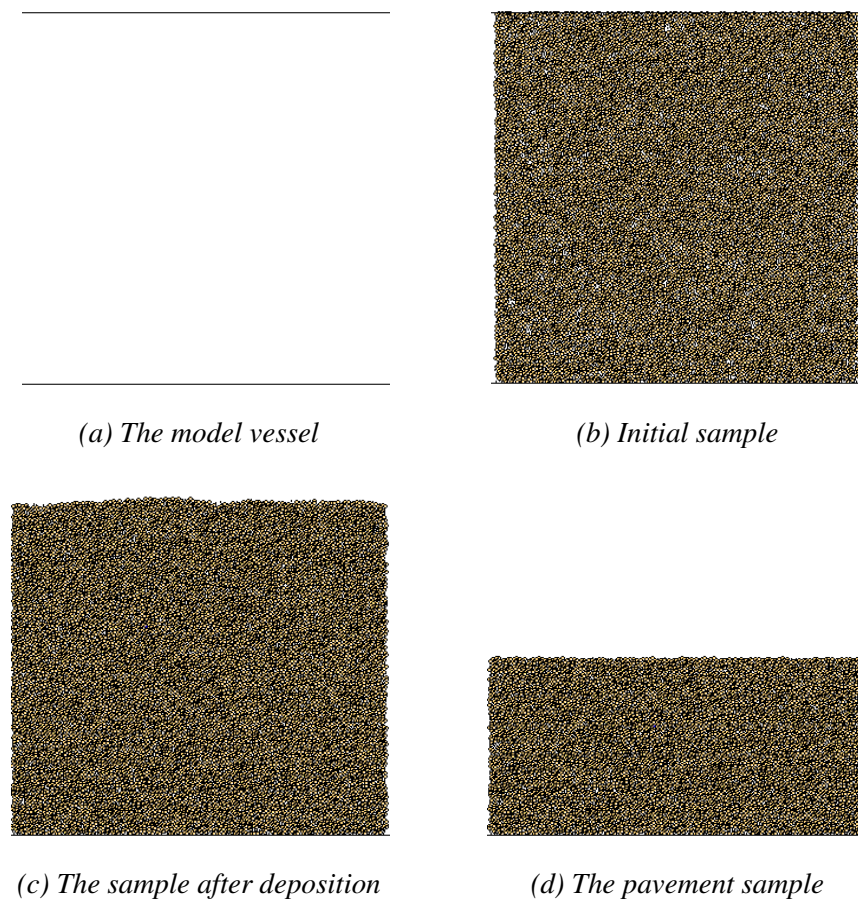 (a) The model vessel
(b) Initial sample
(c) The sample after deposition
(d) The pavement sample